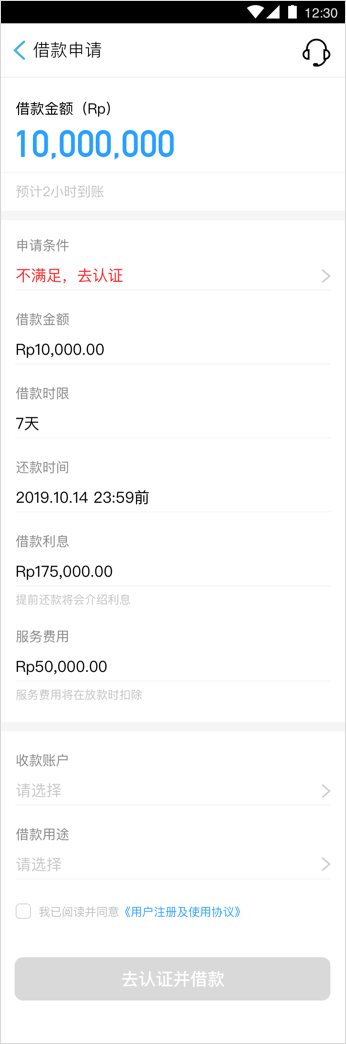 12:30
借款申请
借款金额（Rp）
10,000,000
预计2小时到账
申请条件
不满足，去认证
借款金额
Rp10,000.00
借款时限
7天
还款时间
2019.10.14 23:59前
借款利息
Rp175,000.00
提前还款将会介绍利息
服务费用
Rp50,000.00
服务费用将在放款时扣除
收款账户
请选择
借款用途
请选择
我已阅读并同意《用户注册及使用协议》
去认证并借款